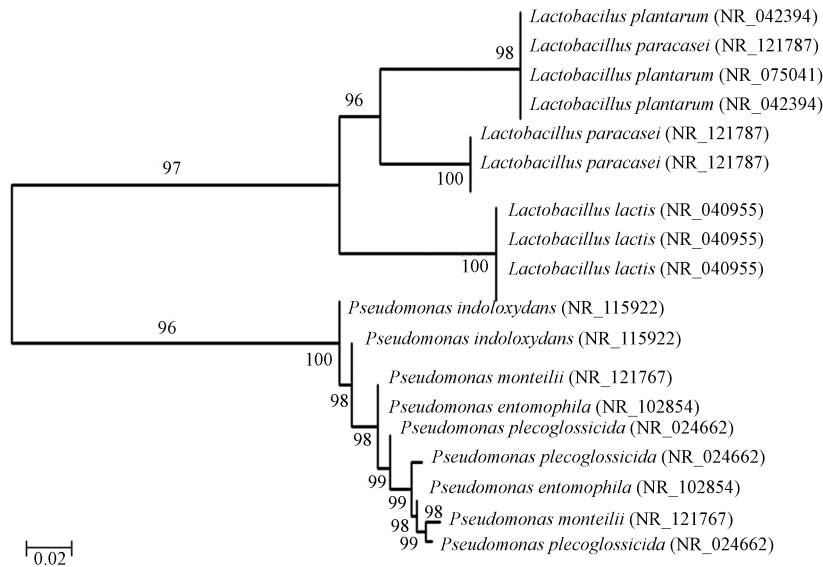 Lactobacilus plantarum (NR_042394)
98
Lactobacillus paracasei (NR_121787)
Lactobacillus plantarum (NR_075041)
96
Lactobacillus plantarum (NR_042394)
Lactobacillus paracasei (NR_121787)
97
Lactobacillus paracasei (NR_121787)
100
Lactobacillus lactis (NR_040955)
Lactobacillus lactis (NR_040955)
100
Lactobacillus lactis (NR_040955)
Pseudomonas indoloxydans (NR_115922)
96
Pseudomonas indoloxydans (NR_115922)
100
Pseudomonas monteilii (NR_121767)
98
Pseudomonas entomophila (NR_102854)
Pseudomonas plecoglossicida (NR_024662)
98
Pseudomonas plecoglossicida (NR_024662)
99
Pseudomonas entomophila (NR_102854)
99
98
Pseudomonas monteilii (NR_121767)
98
99
Pseudomonas plecoglossicida (NR_024662)
0.02